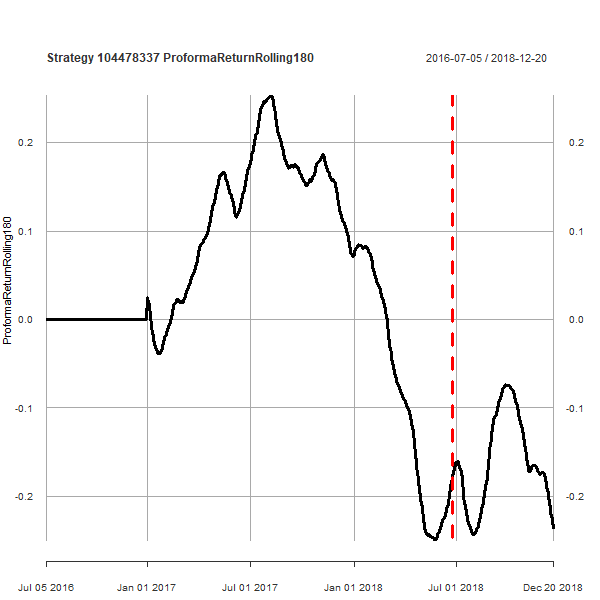 Strategy 104478337 ProformaReturnRolling180
2016-07-05 / 2018-12-20
ProformaReturnRolling180
0.2
0.2
0.1
0.1
0.0
0.0
-0.1
-0.1
-0.2
-0.2
Jul 05 2016
Jan 01 2017
Jul 01 2017
Jan 01 2018
Jul 01 2018
Dec 20 2018